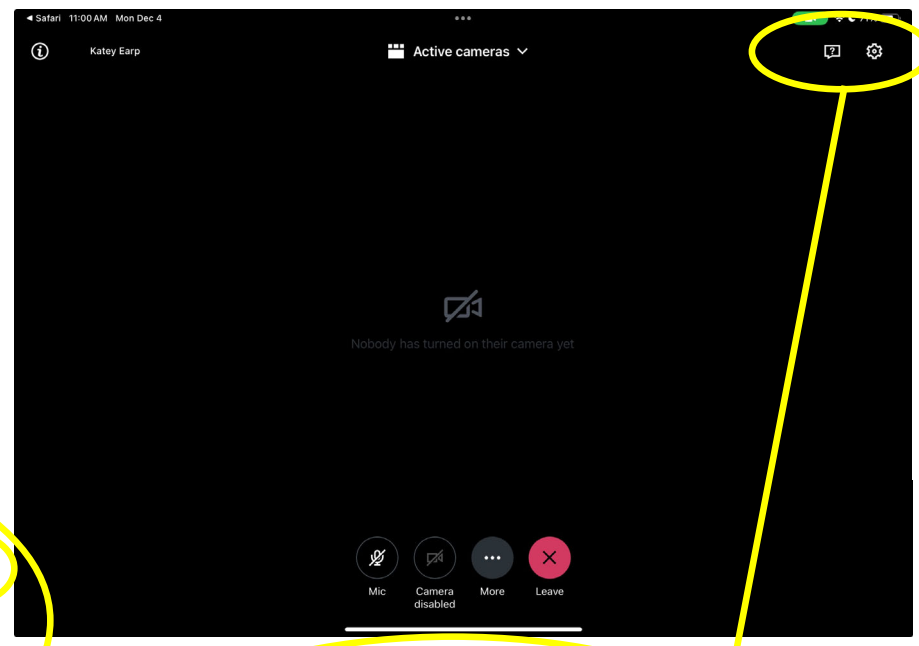 ◀ Safari 11:00 AM Mon Dec 4
Katey Earp
Active cameras
Nobody has turned on their camera yet
Mic
Camera disabled
More
Leave